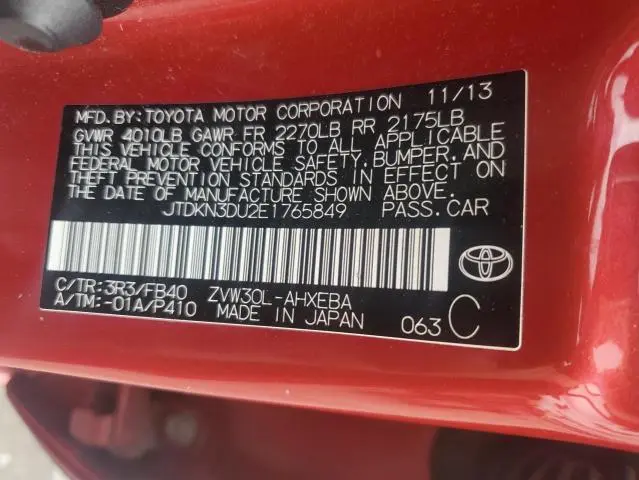 MFD. BY: TOYOTA MOTOR CORPORATION 11/13
GVWR 4010LB GAWR FR 2270LB RR 2175LB
THIS VEHICLE CONFORMS TO ALL APPLICABLE
FEDERAL MOTOR VEHICLE SAFETY, BUMPER, AND
THEFT PREVENTION STANDARDS IN EFFECT ON
THE DATE OF MANUFACTURE SHOWN ABOVE.
JTDKN3DU2E1765849 PASS. CAR
C/TR: 3R3/FB40 ZVW30L-AHXEBA
A/TM: -01A/P410 MADE IN JAPAN 063 C